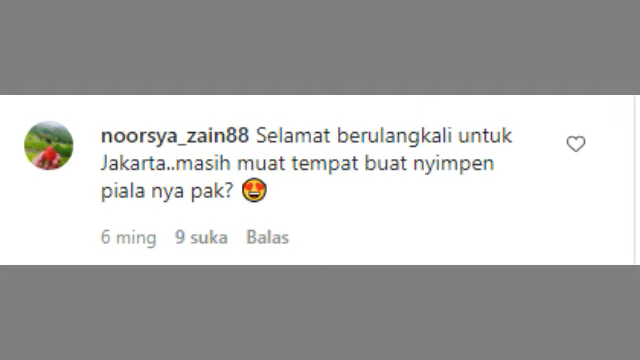 noorsya_zain88 Selamat berulangkali untuk
Jakarta..masih muat tempat buat nyimpen
piala nya pak? 🤩
6 ming 9 suka Balas